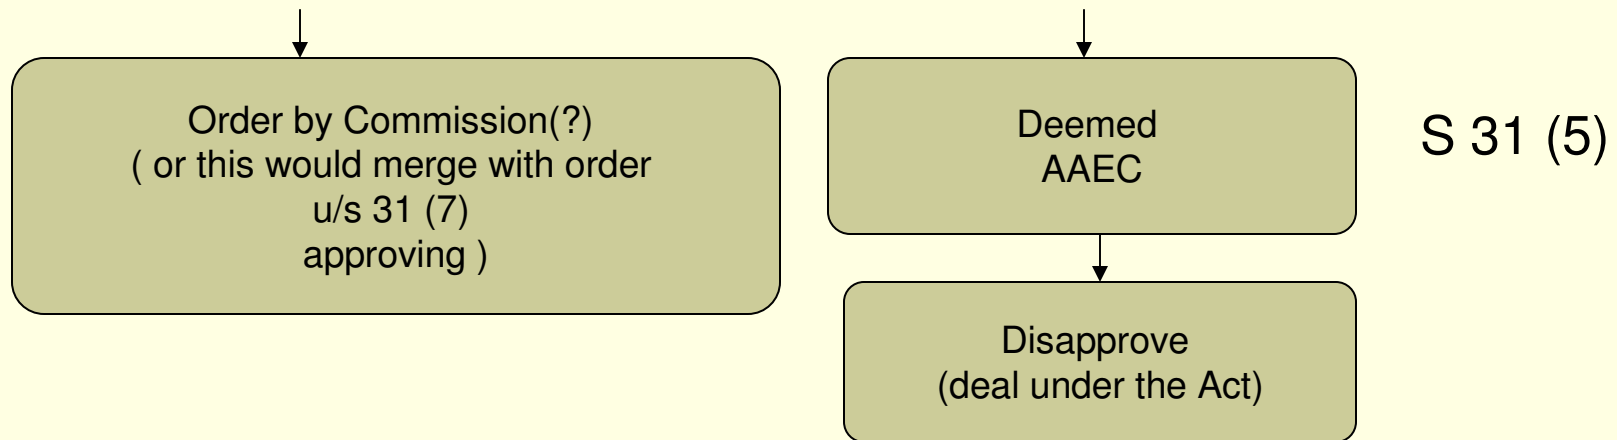 Order by Commission(?)
( or this would merge with order
u/s 31 (7)
approving )
Deemed
AAEC
S 31 (5)
Disapprove
(deal under the Act)